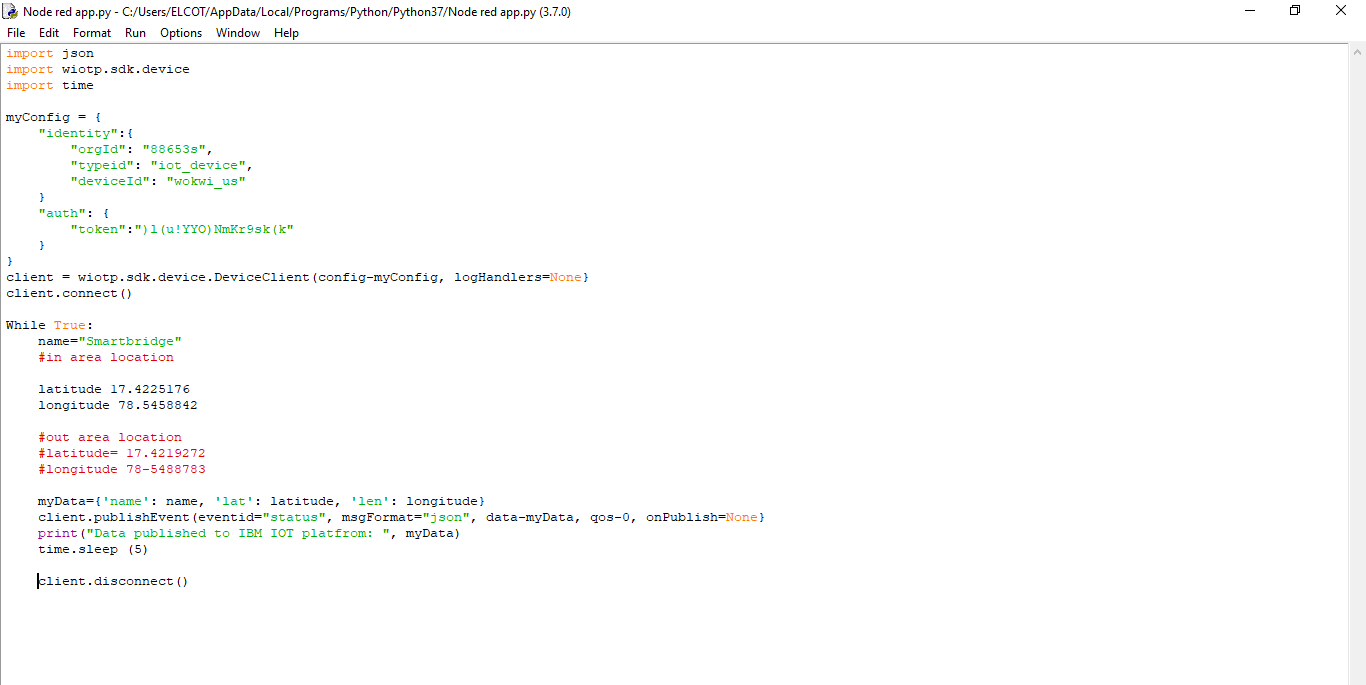 Node red app.py - C:/Users/ELCOT/AppData/Local/Programs/Python/Python37/Node red app.py (3.7.0)
File Edit Format Run Options Window Help
import json
import wiotp.sdk.device
import time
myConfig = {
    "identity":{
        "orgId": "88653s",
        "typeid": "iot_device",
        "deviceId": "wokwi_us"
    }
    "auth": {
        "token":")l(u!YYO)NmKr9sk(k"
    }
}
client = wiotp.sdk.device.DeviceClient(config-myConfig, logHandlers=None}
client.connect()
While True:
    name="Smartbridge"
    #in area location
    latitude 17.4225176
    longitude 78.5458842
    #out area location
    #latitude= 17.4219272
    #longitude 78-5488783
    myData={'name': name, 'lat': latitude, 'len': longitude}
    client.publishEvent(eventid="status", msgFormat="json", data-myData, qos-0, onPublish=None}
    print("Data published to IBM IOT platfrom: ", myData)
    time.sleep (5)
    client.disconnect()